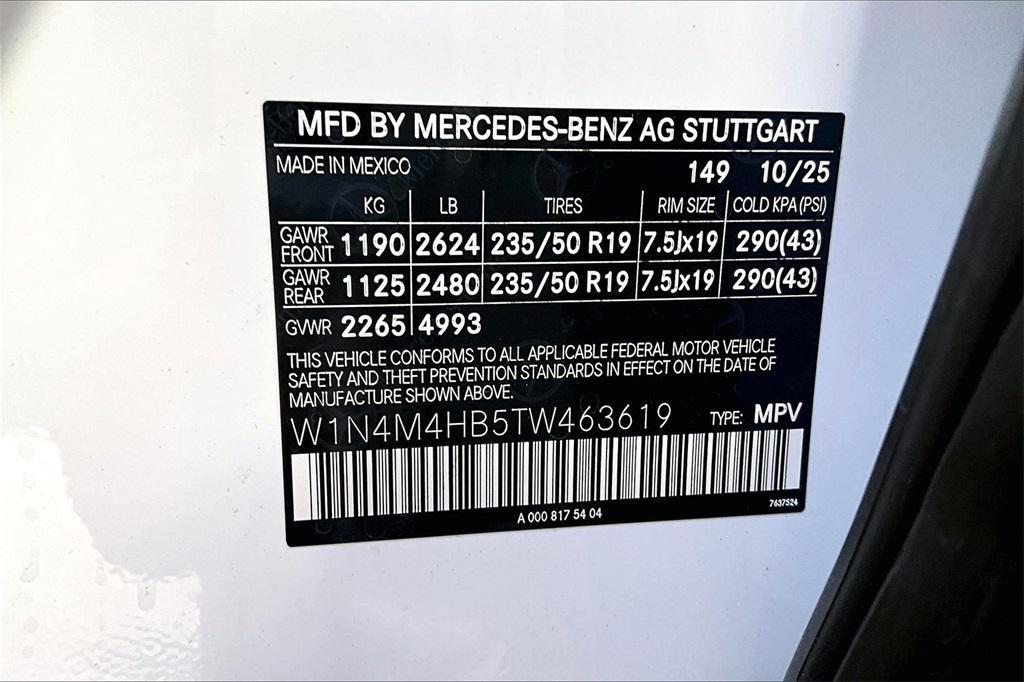 MFD BY MERCEDES-BENZ AG STUTTGART
MADE IN MEXICO 149 10/25
KG LB TIRES RIM SIZE COLD KPA (PSI)
GAWR FRONT 1190 2624 235/50 R19 7.5Jx19 290(43)
GAWR REAR 1125 2480 235/50 R19 7.5Jx19 290(43)
GVWR 2265 4993
THIS VEHICLE CONFORMS TO ALL APPLICABLE FEDERAL MOTOR VEHICLE
SAFETY AND THEFT PREVENTION STANDARDS IN EFFECT ON THE DATE OF
MANUFACTURE SHOWN ABOVE.
W1N4M4HB5TW463619 TYPE: MPV
7637524
A 000 817 54 04